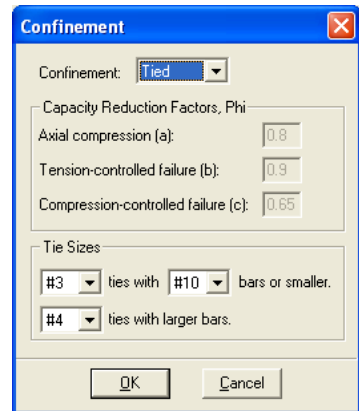 Confinement
Confinement: Tied
Capacity Reduction Factors, Phi
Axial compression (a): 0.8
Tension-controlled failure (b): 0.9
Compression-controlled failure (c): 0.65
Tie Sizes
#3 ties with #10 bars or smaller.
#4 ties with larger bars.
OK Cancel